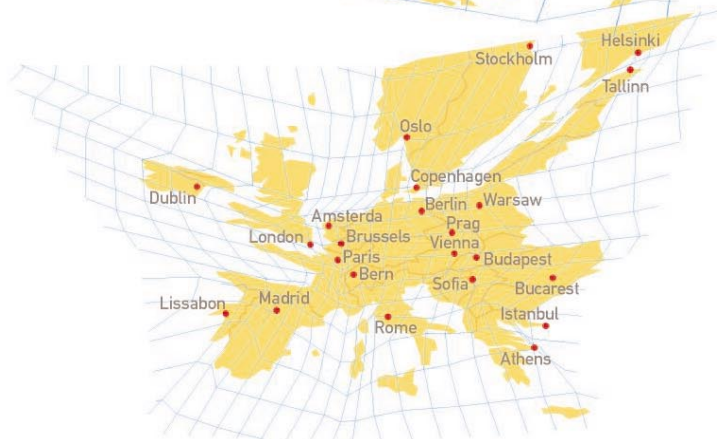 Helsinki
Stockholm
Tallinn
Oslo
Copenhagen
Dublin
Berlin
Warsaw
Amsterda
Prag
London
Brussels
Vienna
Paris
Budapest
Bern
Sofia
Bucarest
Lissabon
Madrid
Istanbul
Rome
Athens